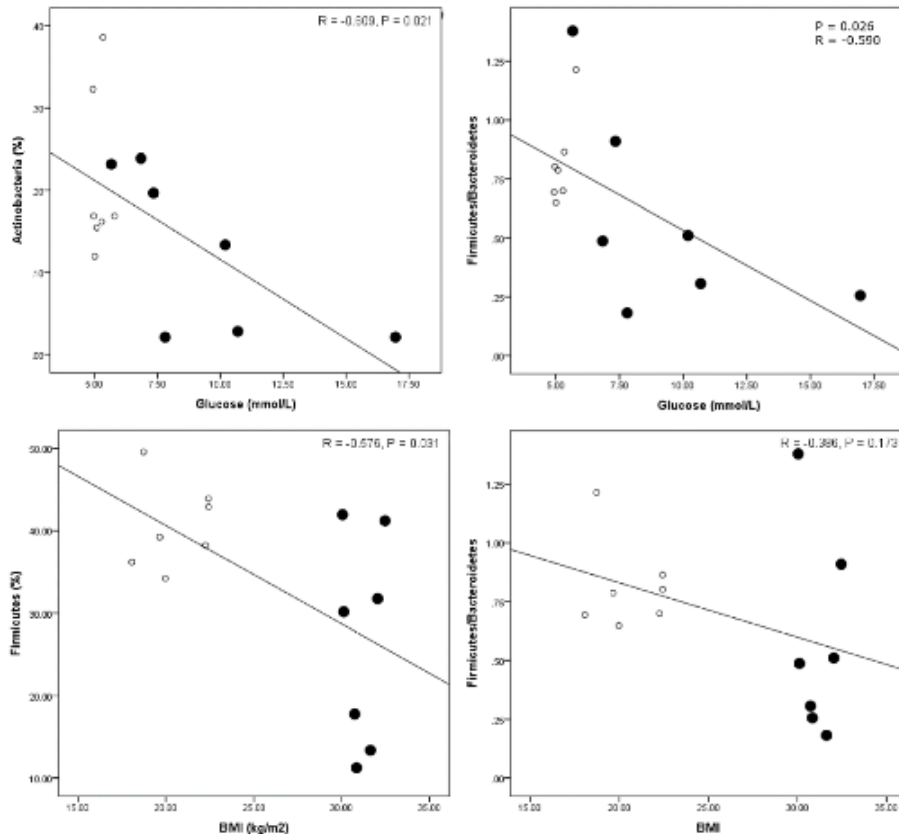 R = -0.609, P = 0.021
.40
.30
.20
.10
.00
Actinobacteria (%)
5.00 7.50 10.00 12.50 15.00 17.50
Glucose (mmol/L)
P = 0.026
R = -0.590
1.25
1.00
.75
.50
.25
.00
Firmicutes/Bacteroidetes
5.00 7.50 10.00 12.50 15.00 17.50
Glucose (mmol/L)
R = -0.576, P = 0.031
50.00
40.00
30.00
20.00
10.00
Firmicutes (%)
15.00 20.00 25.00 30.00 35.00
BMI (kg/m2)
R = -0.386, P = 0.173
1.25
1.00
.75
.50
.25
.00
Firmicutes/Bacteroidetes
15.00 20.00 25.00 30.00 35.00
BMI